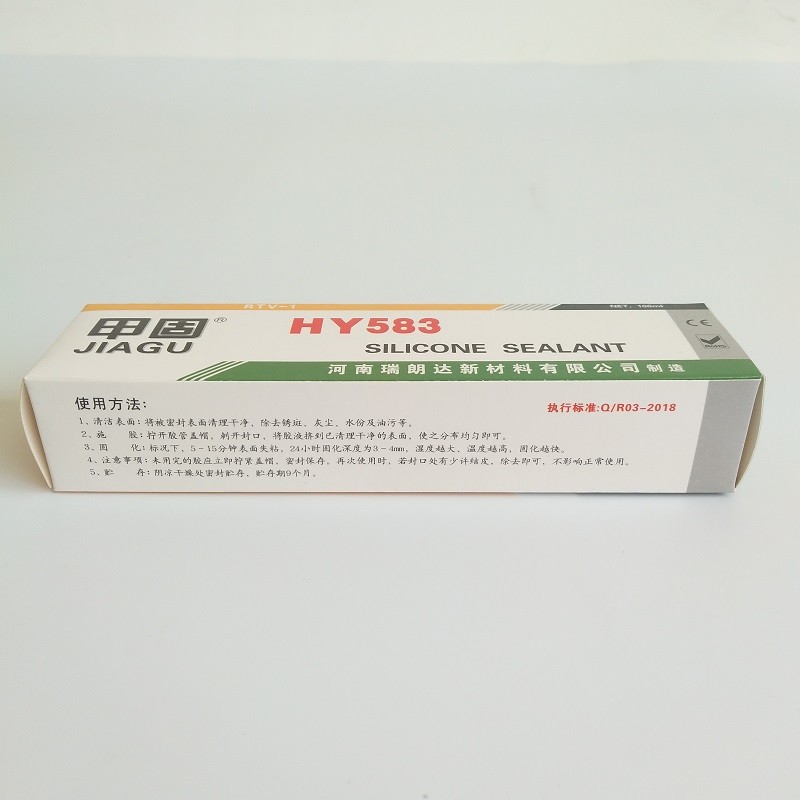 RTV-1
NET: 100ml
甲固®
JIAGU
HY583
SILICONE SEALANT
CE
RoHS
河南瑞朗达新材料有限公司制造
使用方法:
执行标准:Q/R03-2018
1、清洁表面:将被密封表面清理干净、除去锈斑、灰尘、水份及油污等。
2、施 胶:拧开胶管盖帽,刺开封口,将胶液挤到已清理干净的表面,使之分布均匀即可。
3、固 化:标况下、5-15分钟表面失粘,24小时固化深度为3-4mm,湿度越大、温度越高,固化越快。
4、注意事项:未用完的胶应立即拧紧盖帽,密封保存,再次使用时,若封口处有少许结皮,除去即可,不影响正常使用。
5、贮 存:阴凉干燥处密封贮存,贮存期9个月。